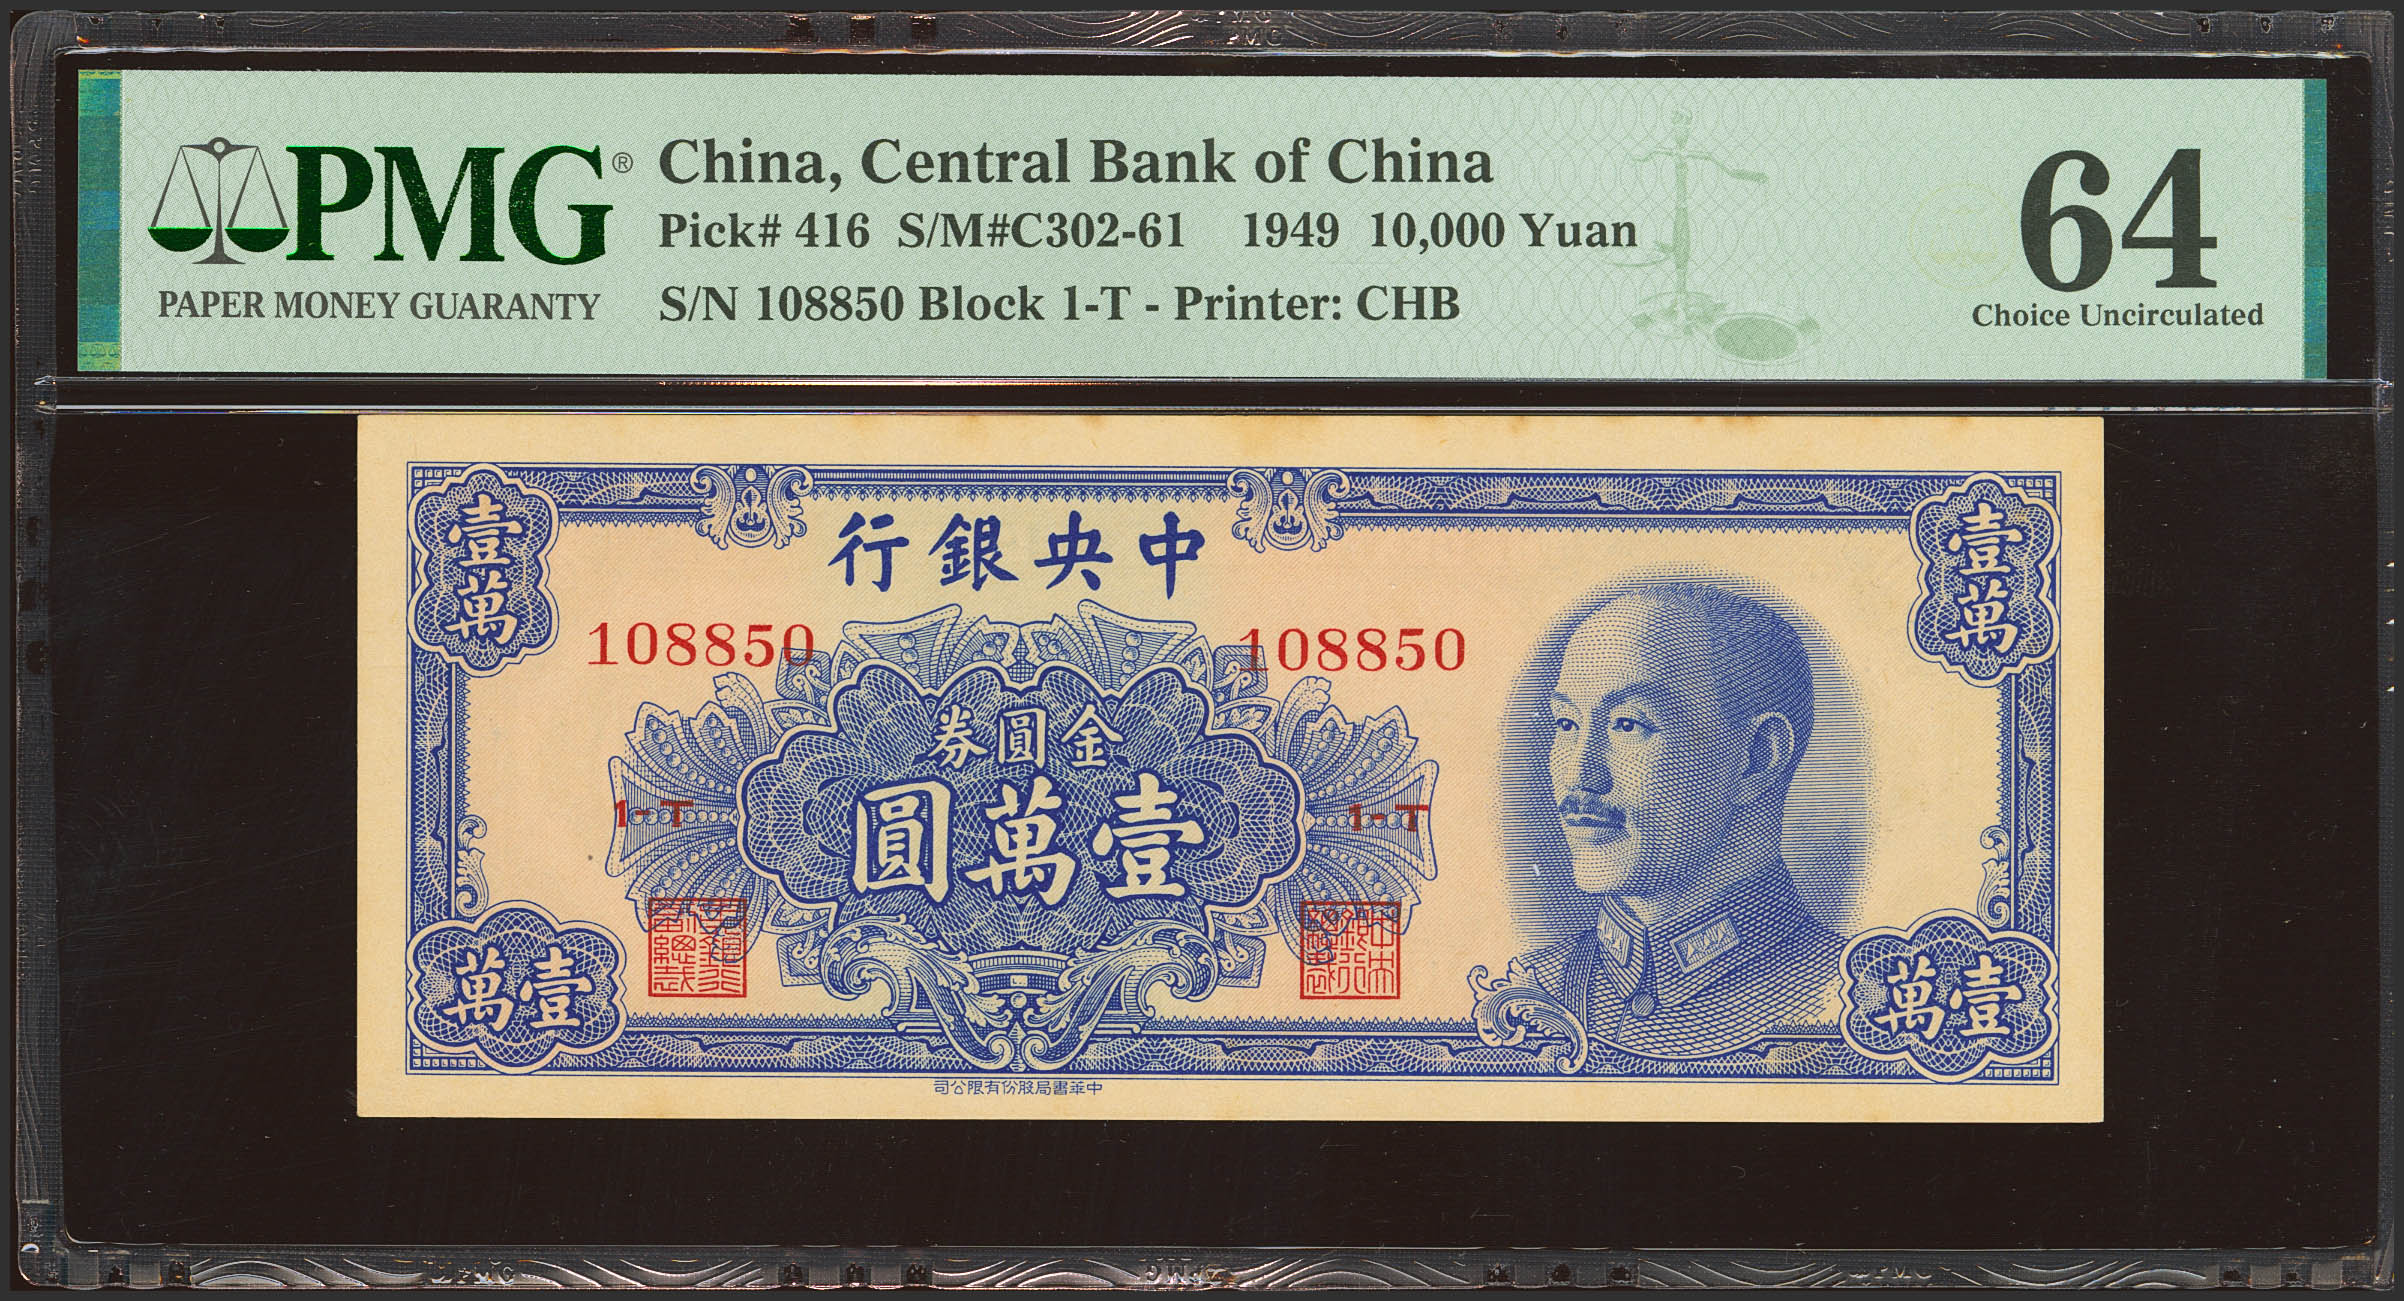 PMG®
PAPER MONEY GUARANTY
China, Central Bank of China
Pick# 416 S/M#C302-61 1949 10,000 Yuan
S/N 108850 Block 1-T - Printer: CHB
64
Choice Uncirculated
壹萬
中央銀行
壹萬
108850
108850
金圓券
壹萬圓
1-T
1-T
壹萬
壹萬
中華書局股份有限公司